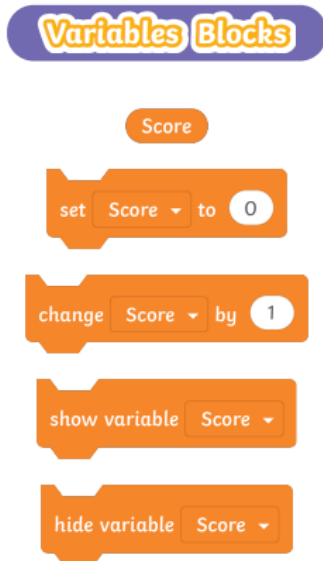 Variables Blocks
Score
set Score to 0
change Score by 1
show variable Score
hide variable Score